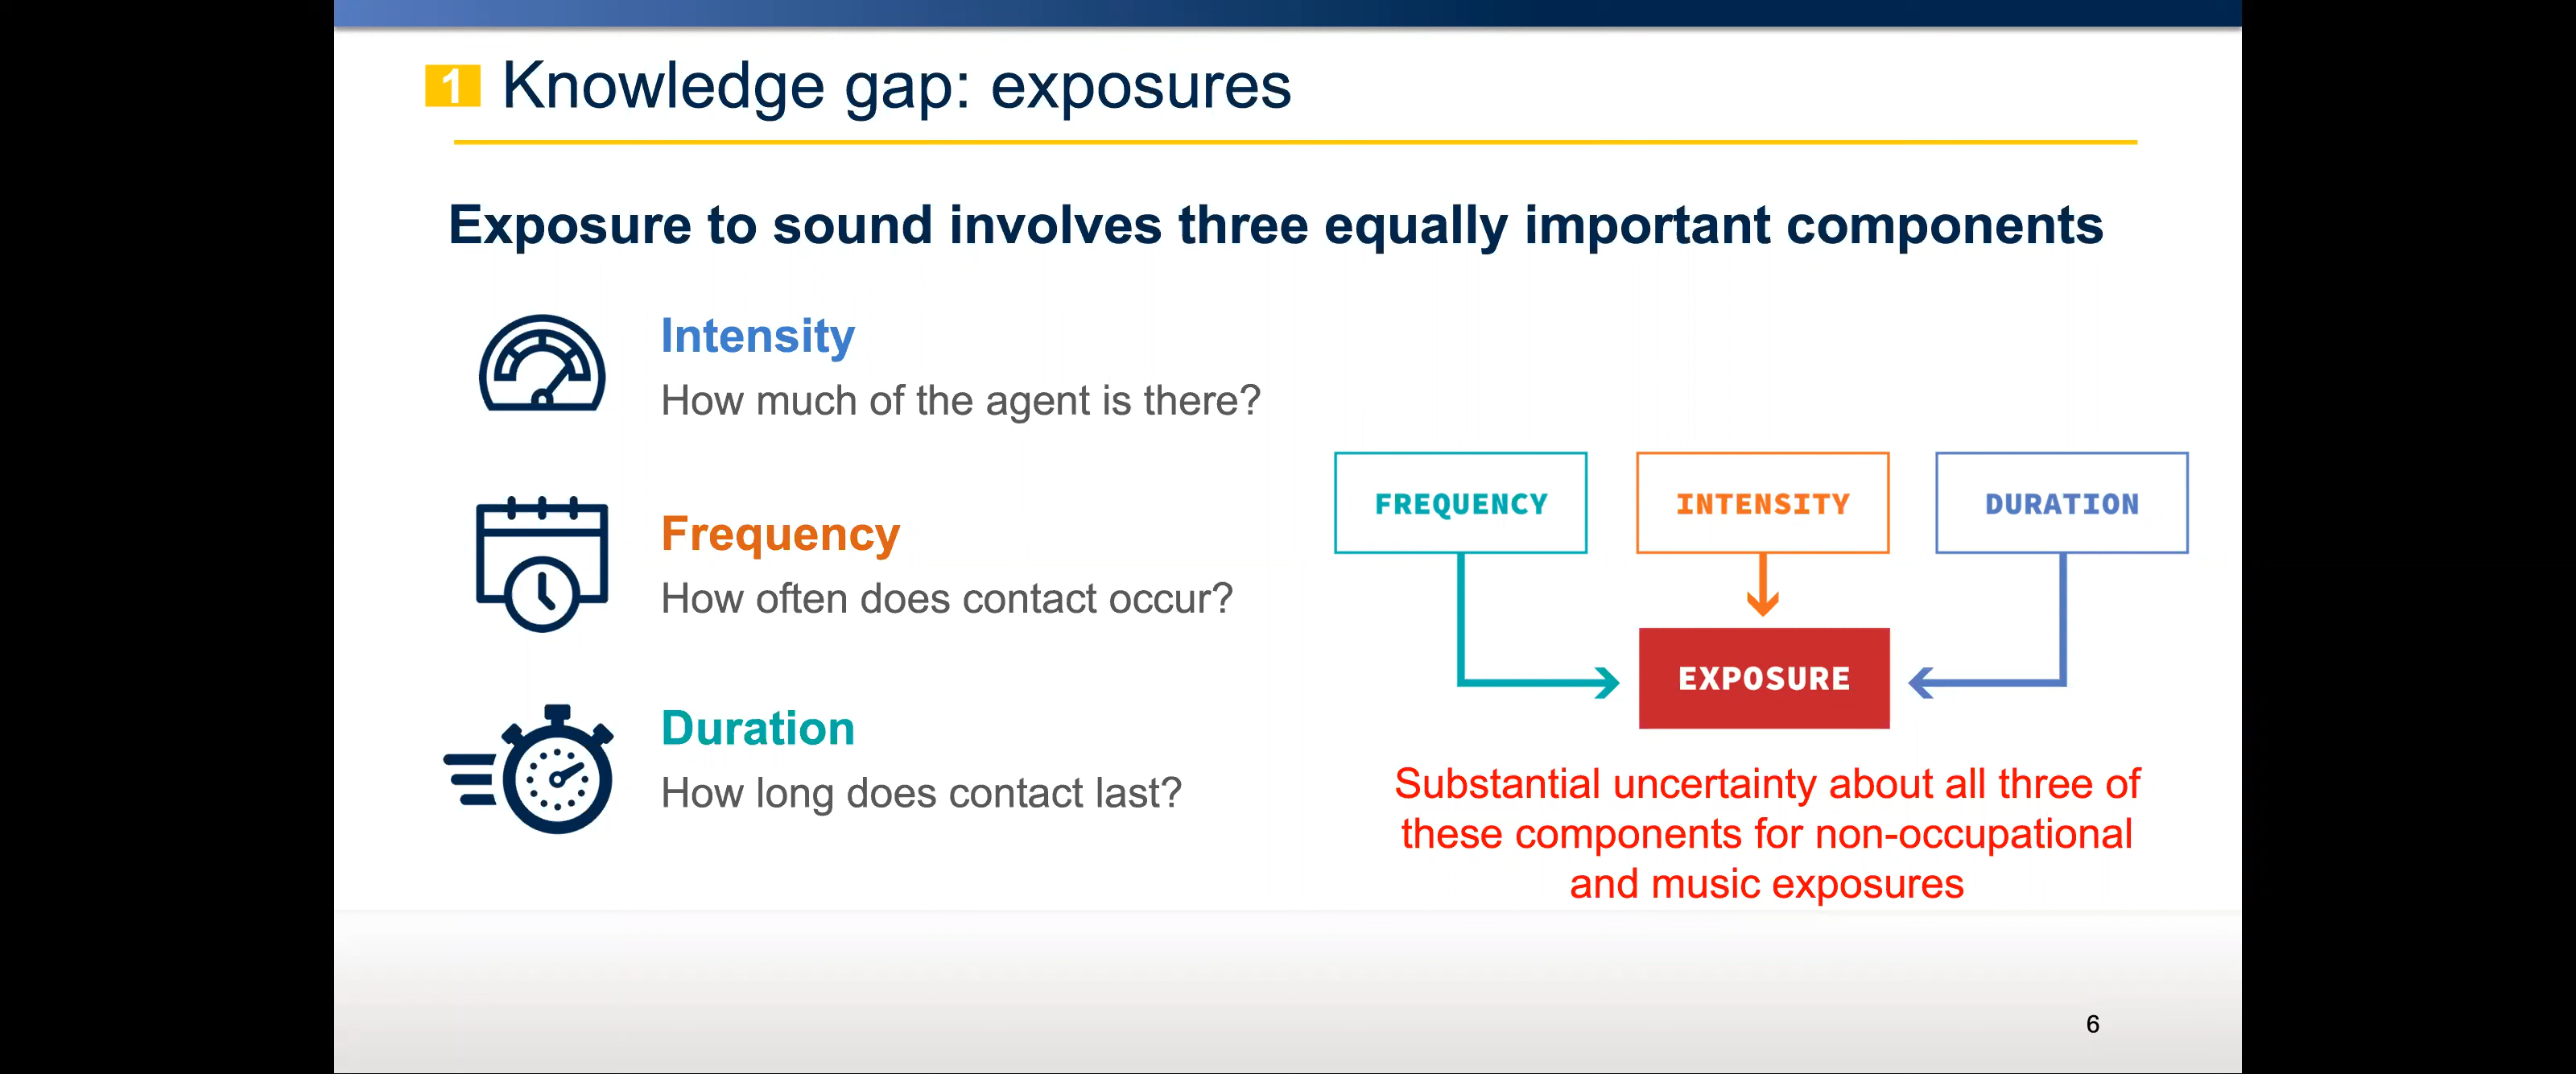 1 Knowledge gap: exposures
Exposure to sound involves three equally important components
Intensity
How much of the agent is there?
Frequency
How often does contact occur?
Duration
How long does contact last?
FREQUENCY
INTENSITY
DURATION
EXPOSURE
Substantial uncertainty about all three of
these components for non-occupational
and music exposures
6